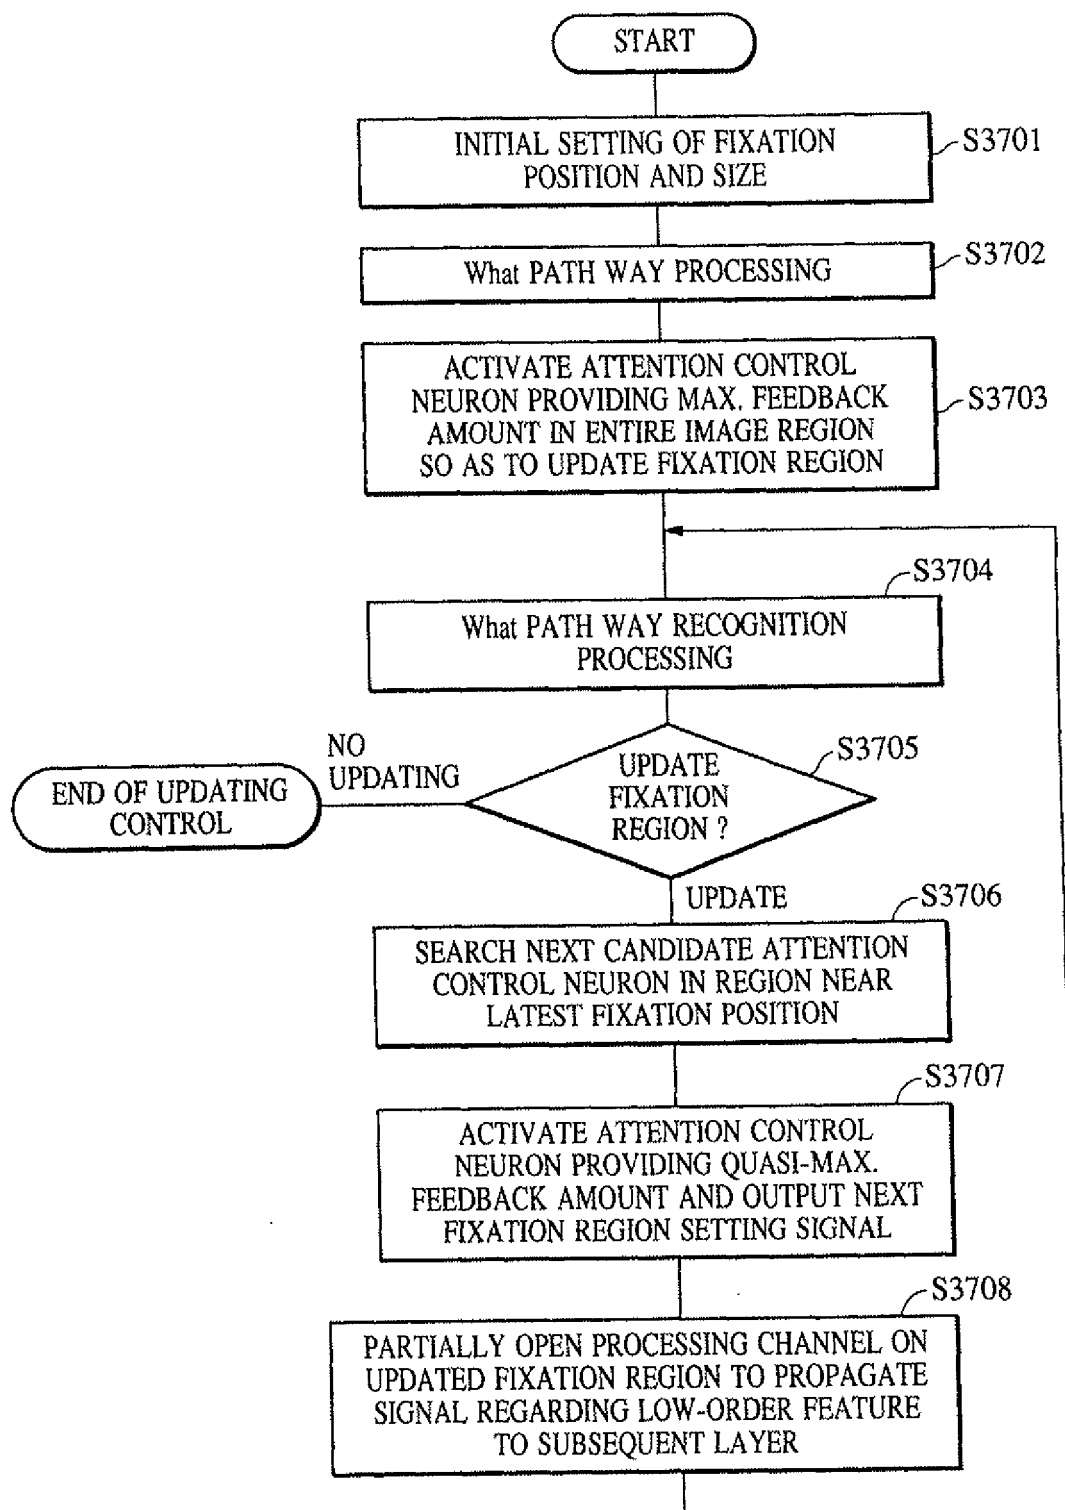 START
INITIAL SETTING OF FIXATION
POSITION AND SIZE
S3701
What PATH WAY PROCESSING
S3702
ACTIVATE ATTENTION CONTROL
NEURON PROVIDING MAX. FEEDBACK
AMOUNT IN ENTIRE IMAGE REGION
SO AS TO UPDATE FIXATION REGION
S3703
S3704
What PATH WAY RECOGNITION
PROCESSING
S3705
UPDATE
FIXATION
REGION ?
NO
UPDATING
END OF UPDATING
CONTROL
UPDATE
S3706
SEARCH NEXT CANDIDATE ATTENTION
CONTROL NEURON IN REGION NEAR
LATEST FIXATION POSITION
S3707
ACTIVATE ATTENTION CONTROL
NEURON PROVIDING QUASI-MAX.
FEEDBACK AMOUNT AND OUTPUT NEXT
FIXATION REGION SETTING SIGNAL
S3708
PARTIALLY OPEN PROCESSING CHANNEL ON
UPDATED FIXATION REGION TO PROPAGATE
SIGNAL REGARDING LOW-ORDER FEATURE
TO SUBSEQUENT LAYER